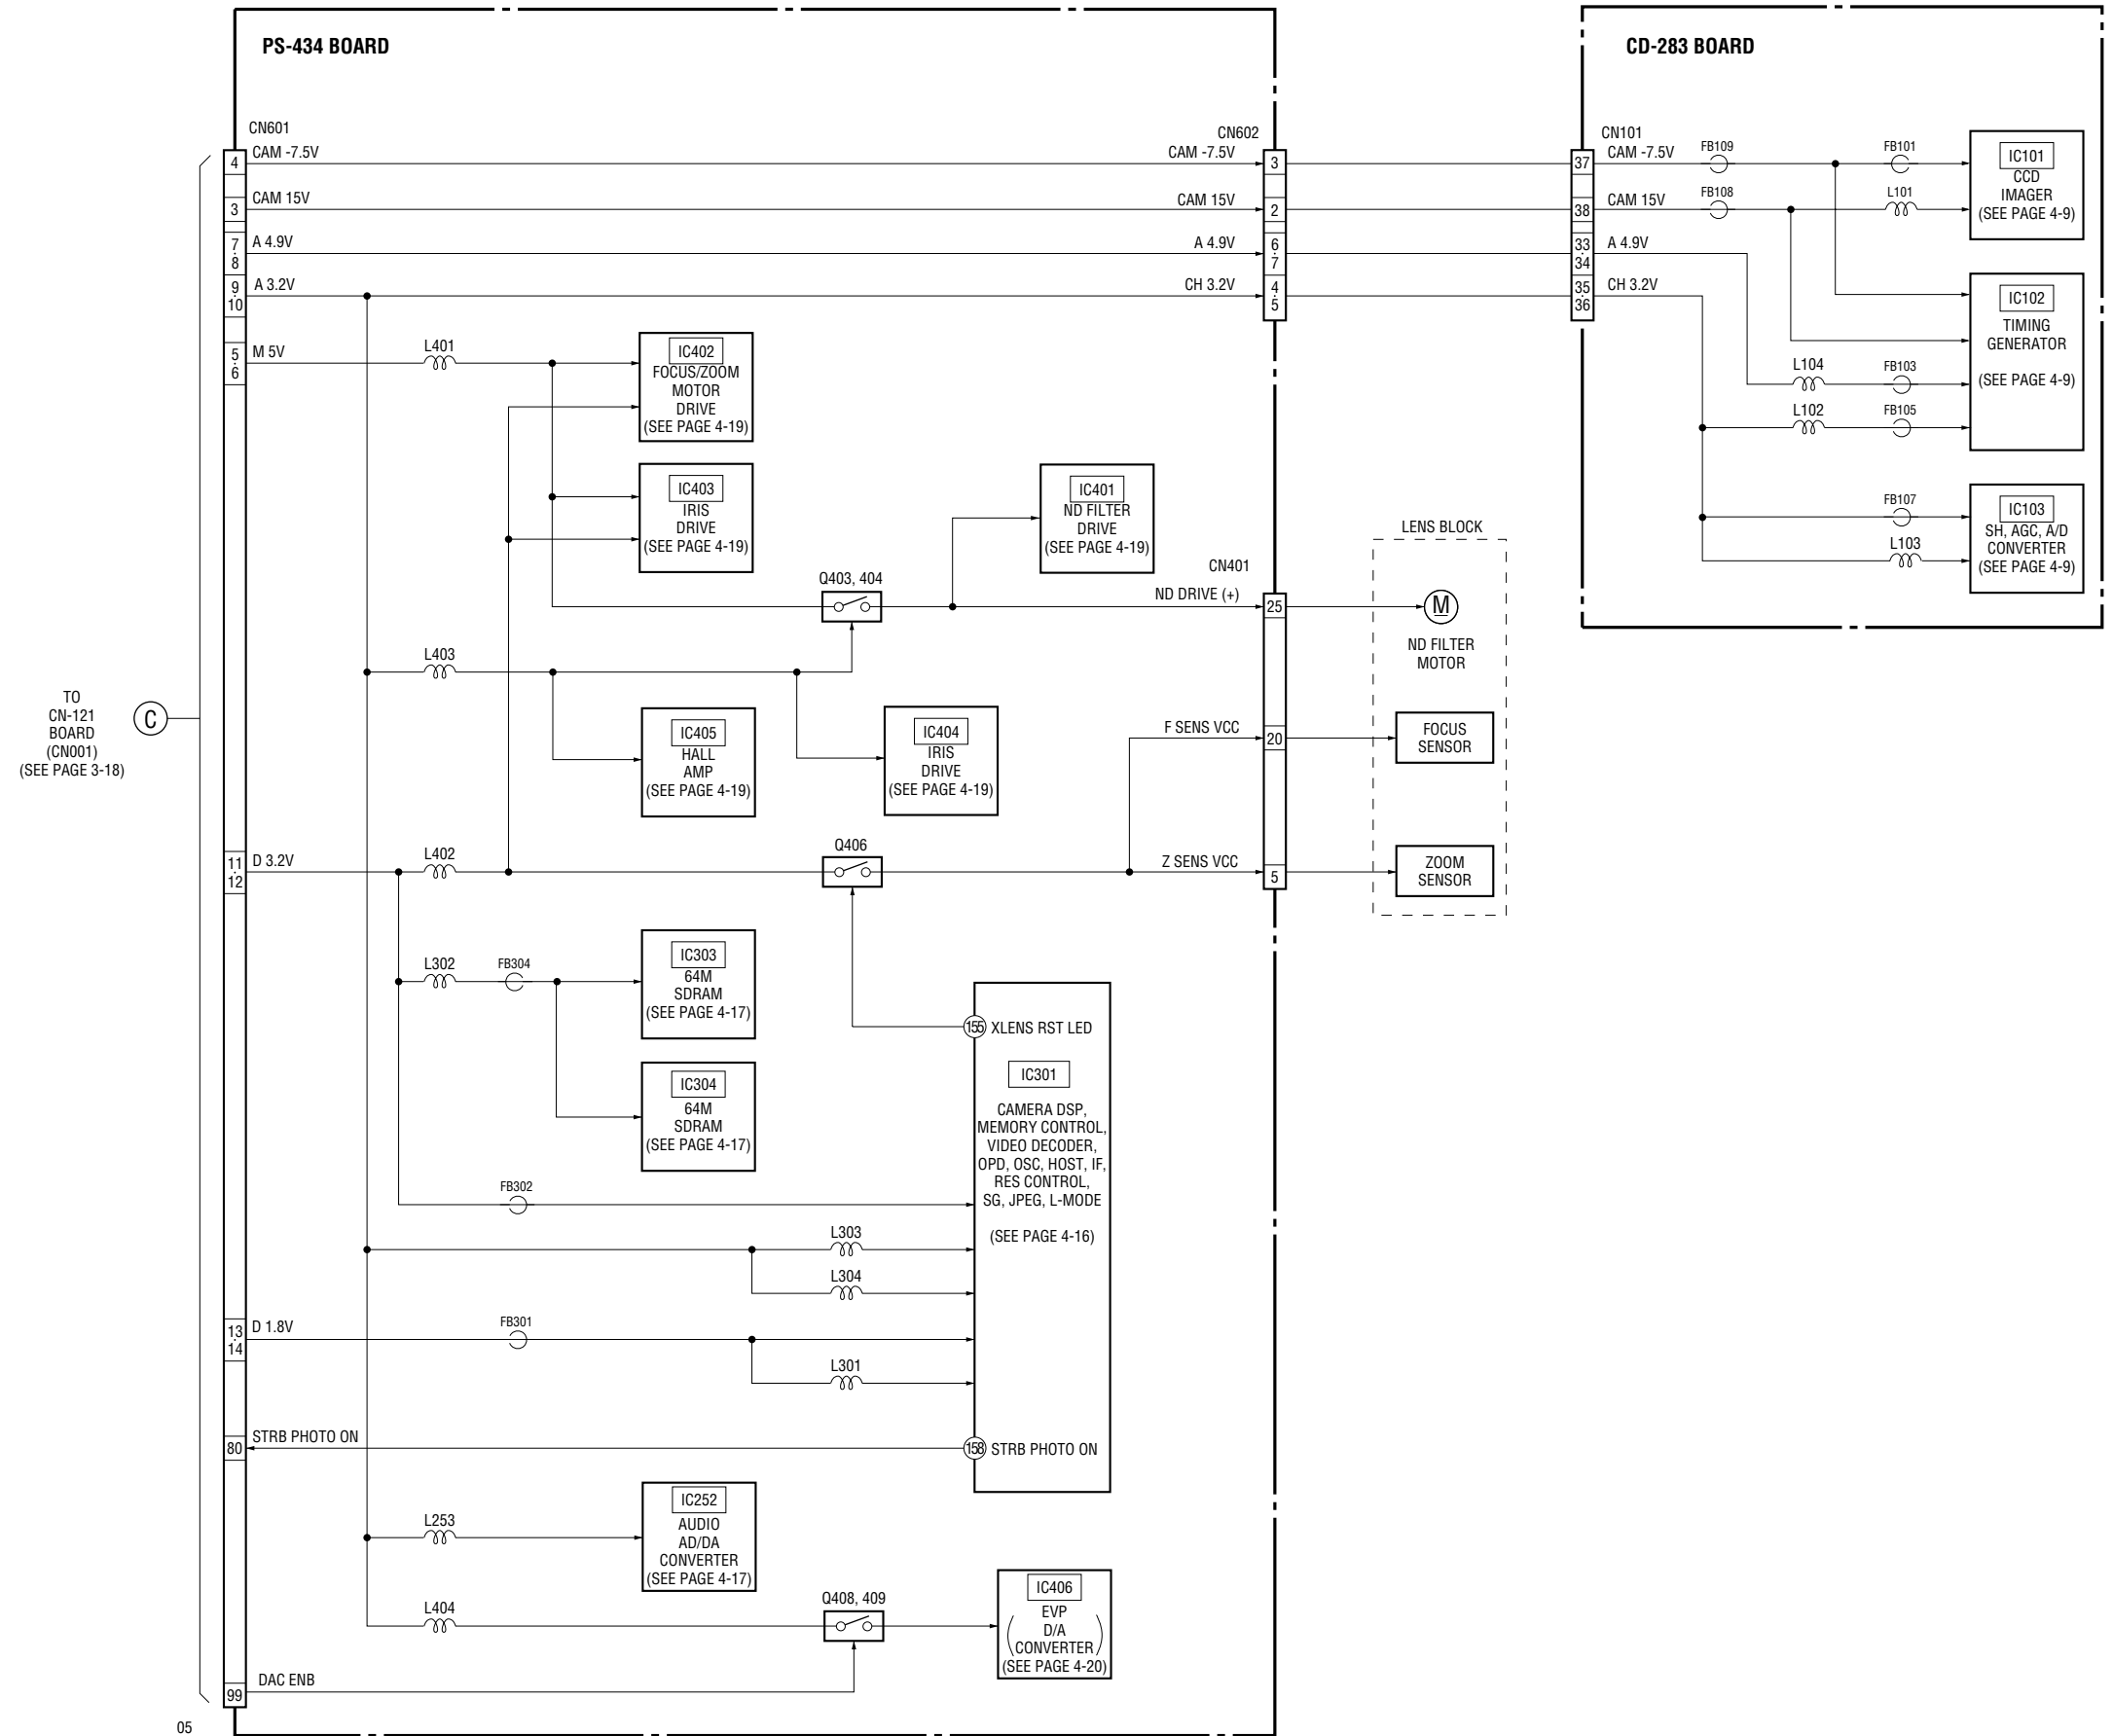 PS-434 BOARD
CD-283 BOARD
CN601
CN602
CN101
4
CAM -7.5V
CAM -7.5V
3
37
CAM -7.5V
FB109
FB101
IC101
CCD
IMAGER
(SEE PAGE 4-9)
3
CAM 15V
CAM 15V
2
38
CAM 15V
FB108
L101
7
8
A 4.9V
A 4.9V
6
7
33
34
A 4.9V
9
10
A 3.2V
CH 3.2V
4
5
35
36
CH 3.2V
IC102
TIMING
GENERATOR
(SEE PAGE 4-9)
L104
FB103
L102
FB105
5
6
M 5V
L401
IC402
FOCUS/ZOOM
MOTOR
DRIVE
(SEE PAGE 4-19)
IC403
IRIS
DRIVE
(SEE PAGE 4-19)
IC401
ND FILTER
DRIVE
(SEE PAGE 4-19)
FB107
L103
IC103
SH, AGC, A/D
CONVERTER
(SEE PAGE 4-9)
LENS BLOCK
Q403, 404
CN401
ND DRIVE (+)
25
M
ND FILTER
MOTOR
L403
TO
CN-121
BOARD
(CN001)
(SEE PAGE 3-18)
C
IC405
HALL
AMP
(SEE PAGE 4-19)
IC404
IRIS
DRIVE
(SEE PAGE 4-19)
F SENS VCC
20
FOCUS
SENSOR
11
12
D 3.2V
L402
Q406
Z SENS VCC
5
ZOOM
SENSOR
L302
FB304
IC303
64M
SDRAM
(SEE PAGE 4-17)
IC304
64M
SDRAM
(SEE PAGE 4-17)
155
XLENS RST LED
IC301
CAMERA DSP,
MEMORY CONTROL,
VIDEO DECODER,
OPD, OSC, HOST, IF,
RES CONTROL,
SG, JPEG, L-MODE
(SEE PAGE 4-16)
FB302
L303
L304
13
14
D 1.8V
FB301
L301
80
STRB PHOTO ON
158
STRB PHOTO ON
L253
IC252
AUDIO
AD/DA
CONVERTER
(SEE PAGE 4-17)
L404
Q408, 409
IC406
EVP
D/A
CONVERTER
(SEE PAGE 4-20)
99
DAC ENB
05